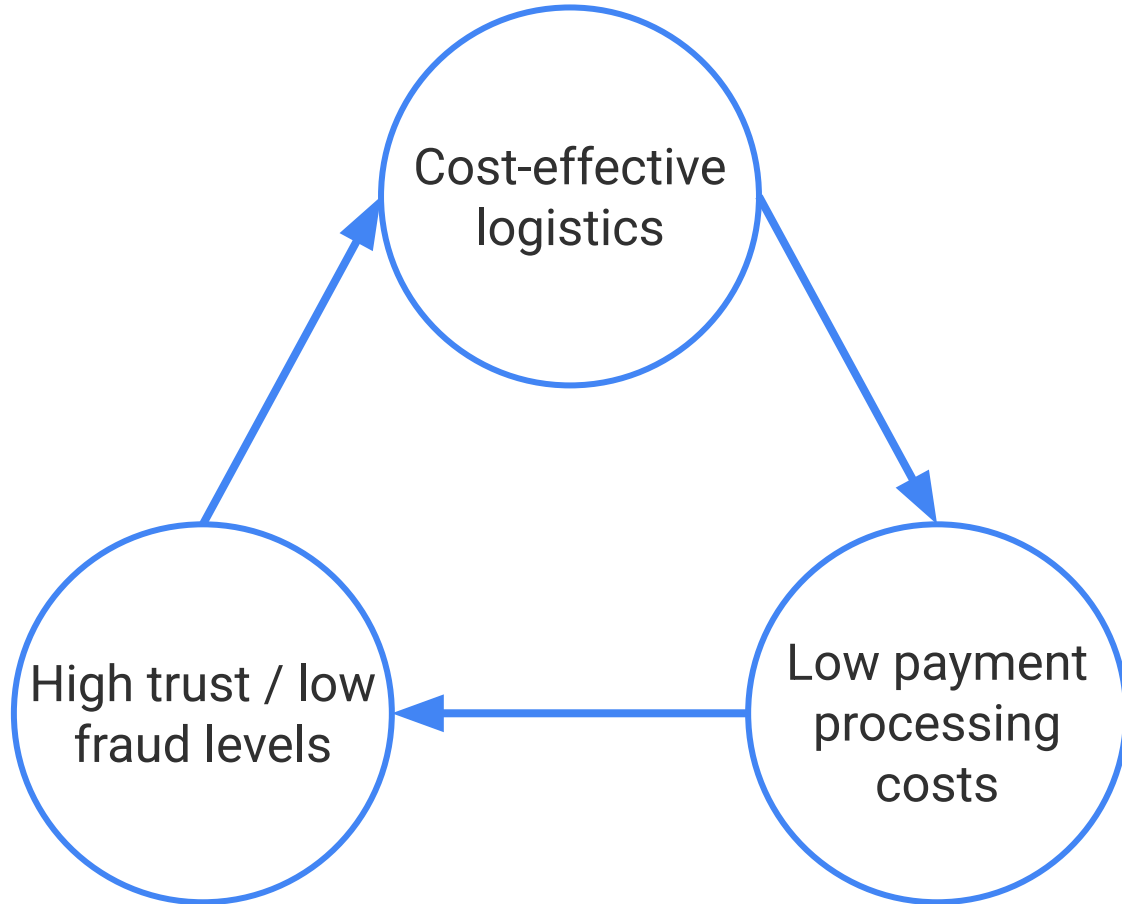 Cost-effective
logistics
High trust / low
fraud levels
Low payment
processing
costs